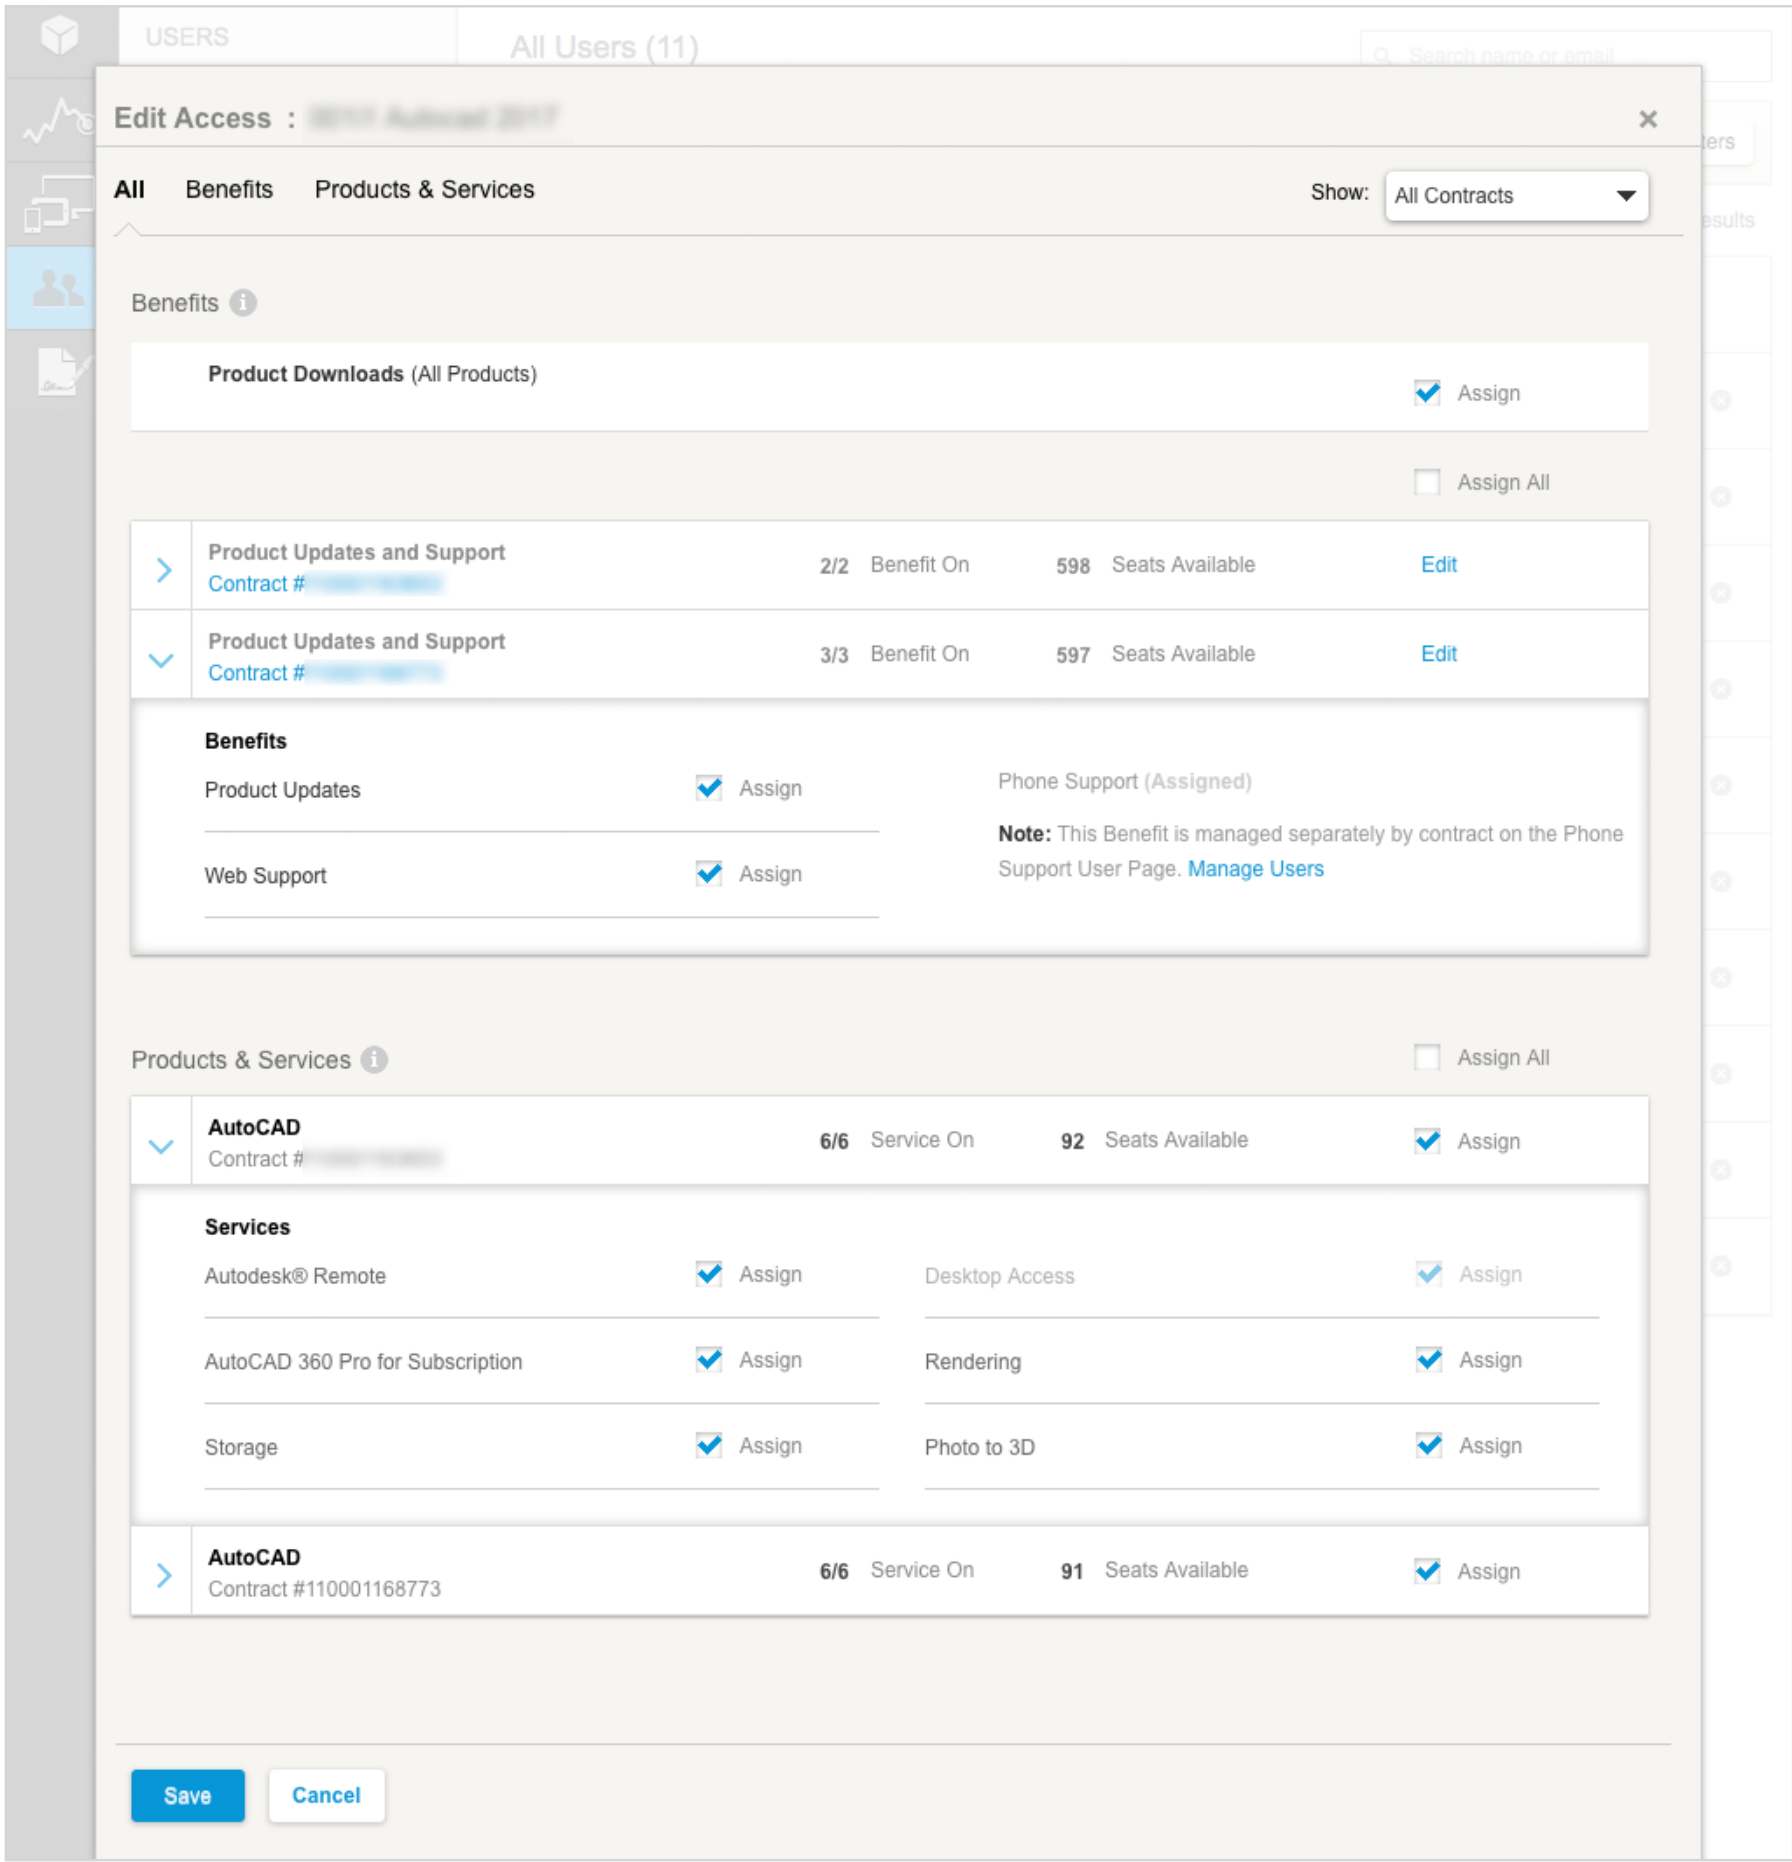 USERS
All Users (11)
Search name or email
Edit Access :
ters
All Benefits Products & Services Show: All Contracts
esults
Benefits
Product Downloads (All Products)
Assign
Assign All
Product Updates and Support
2/2 Benefit On 598 Seats Available Edit
Contract #
Product Updates and Support
3/3 Benefit On 597 Seats Available Edit
Contract #
Benefits
Product Updates Assign
Phone Support (Assigned)
Note: This Benefit is managed separately by contract on the Phone
Support User Page. Manage Users
Web Support Assign
Products & Services Assign All
AutoCAD
6/6 Service On 92 Seats Available Assign
Contract #
Services
Autodesk® Remote Assign Desktop Access Assign
AutoCAD 360 Pro for Subscription Assign Rendering Assign
Storage Assign Photo to 3D Assign
AutoCAD
6/6 Service On 91 Seats Available Assign
Contract #110001168773
Save Cancel